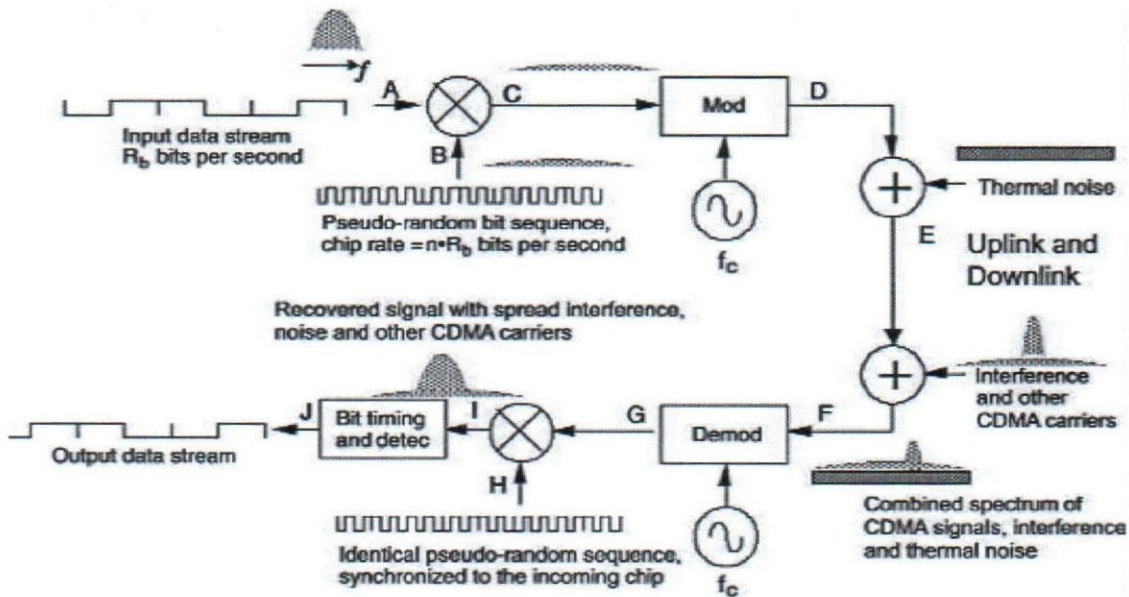 f
A
C
Mod
D
Input data stream
R_b bits per second
B
Thermal noise
Pseudo-random bit sequence,
chip rate =n•R_b bits per second
f_c
E
Uplink and
Downlink
Recovered signal with spread interference,
noise and other CDMA carriers
Interference
and other
CDMA carriers
J
Bit timing
and detec
I
G
Demod
F
Output data stream
H
Combined spectrum of
CDMA signals, interference
and thermal noise
Identical pseudo-random sequence,
synchronized to the incoming chip
f_c